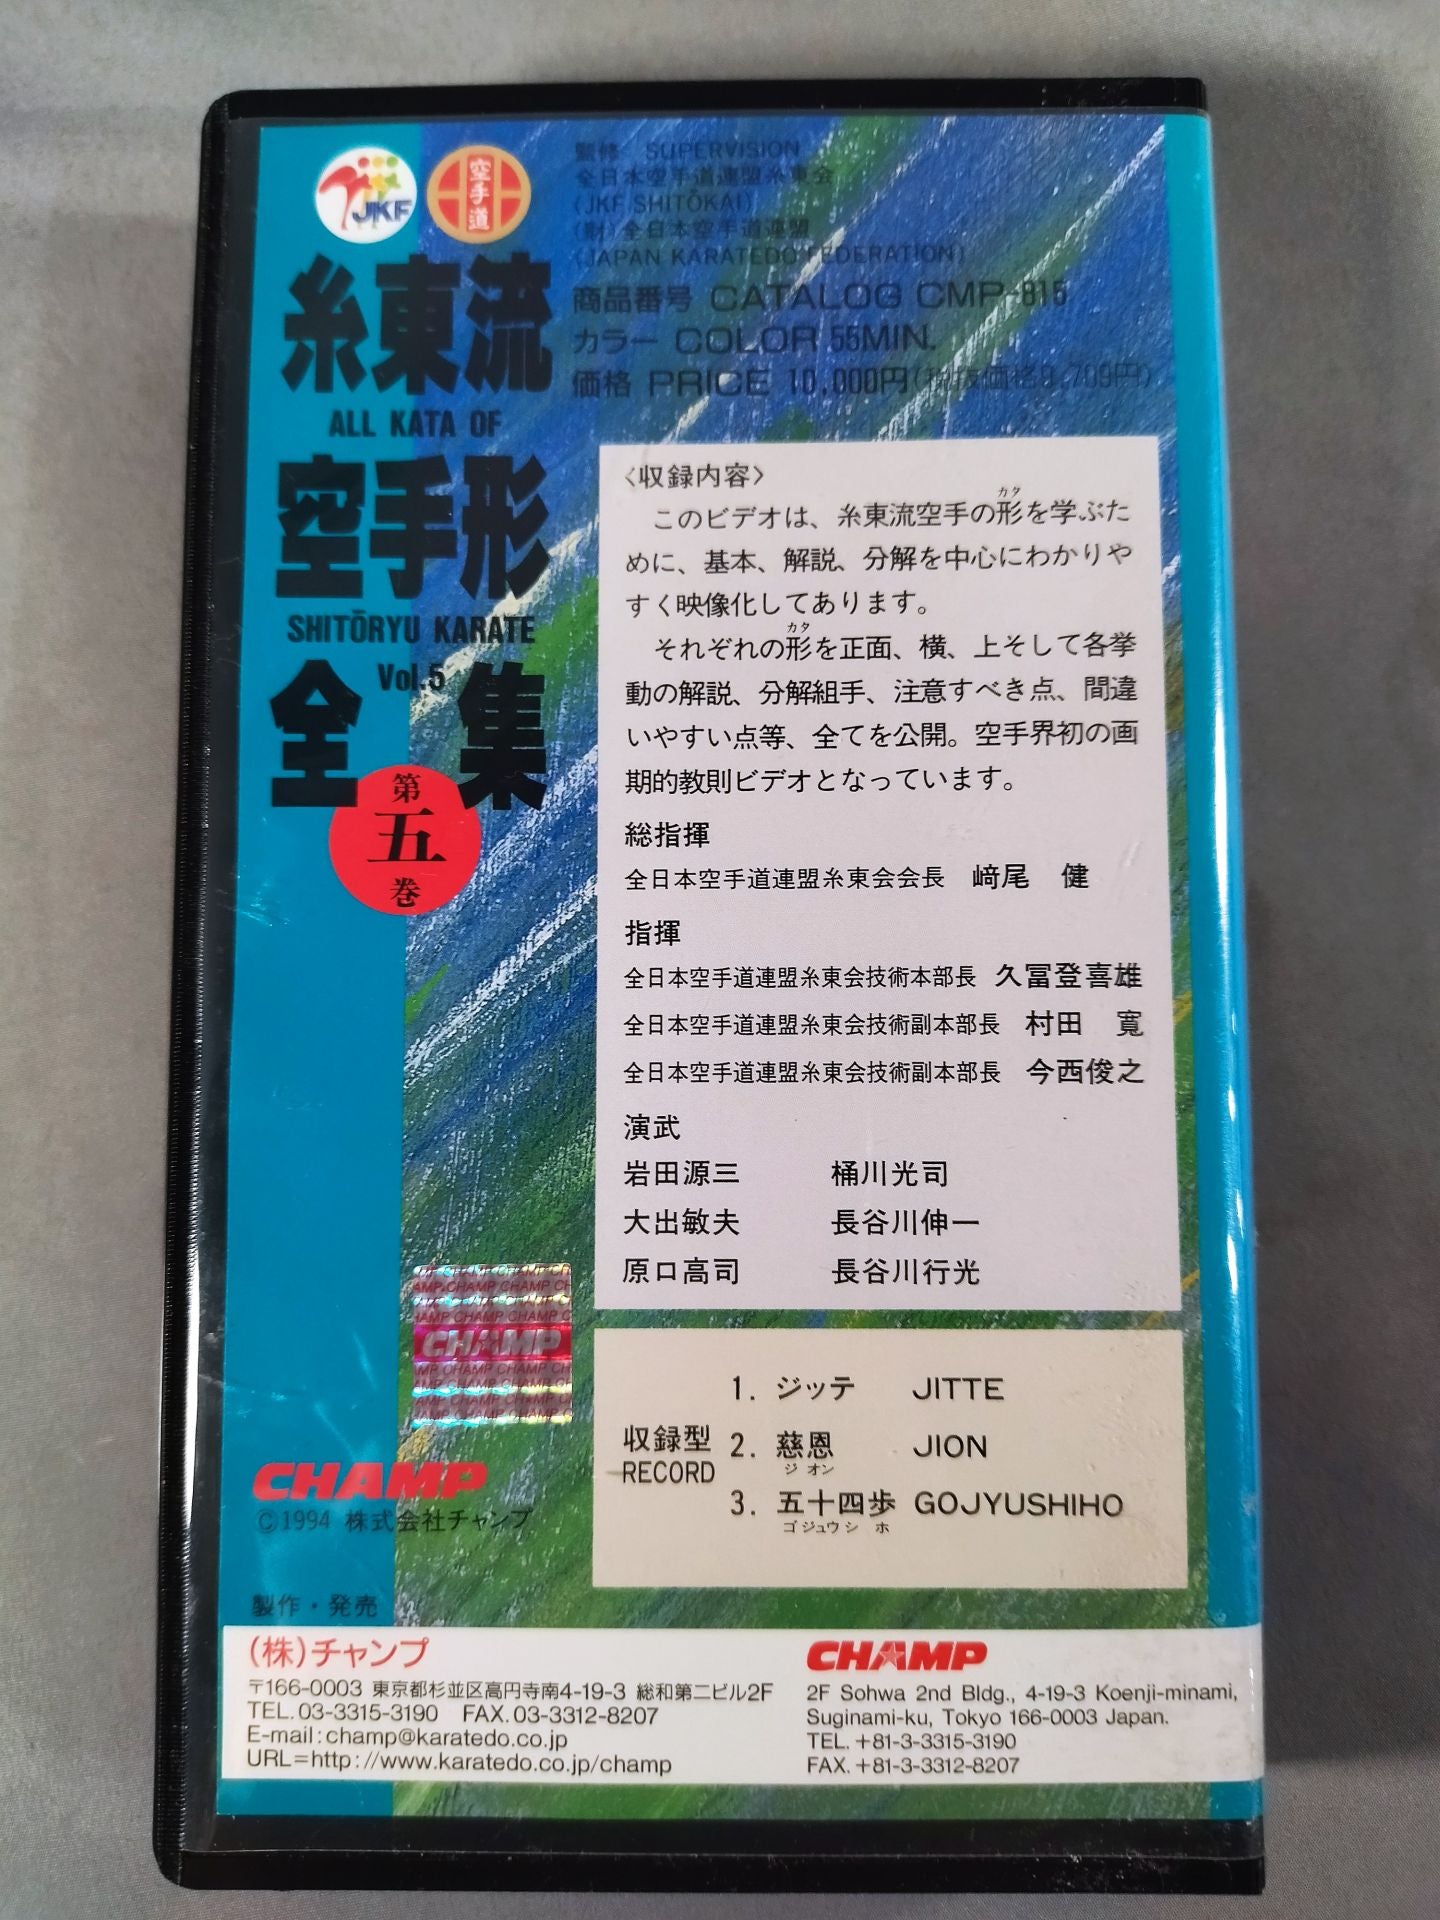 JKF
空手道
糸東流
ALL KATA OF
空手形
SHITŌRYU KARATE
全集
Vol.5
第五巻
監修 SUPERVISION
全日本空手道連盟糸東会
(JKF SHITŌKAI)
(財)全日本空手道連盟
(JAPAN KARATEDO FEDERATION)
商品番号 CATALOG CMP-815
カラー COLOR 55MIN.
価格 PRICE 10,000円(税抜価格9,709円)
〈収録内容〉
このビデオは、糸東流空手の形を学ぶた
カタ
めに、基本、解説、分解を中心にわかりや
すく映像化してあります。
それぞれの形を正面、横、上そして各挙
カタ
動の解説、分解組手、注意すべき点、間違
いやすい点等、全てを公開。空手界初の画
期的教則ビデオとなっています。
総指揮
全日本空手道連盟糸東会会長 﨑尾 健
指揮
全日本空手道連盟糸東会技術本部長 久冨登喜雄
全日本空手道連盟糸東会技術副本部長 村田 寛
全日本空手道連盟糸東会技術副本部長 今西俊之
演武
岩田源三 桶川光司
大出敏夫 長谷川伸一
原口高司 長谷川行光
収録型
RECORD
1. ジッテ JITTE
2. 慈恩 JION
ジオン
3. 五十四歩 GOJYUSHIHO
ゴジュウシホ
CHAMP
CHAMP
©1994 株式会社チャンプ
製作・発売
(株)チャンプ
〒166-0003 東京都杉並区高円寺南4-19-3 総和第二ビル2F
TEL.03-3315-3190 FAX.03-3312-8207
E-mail:champ@karatedo.co.jp
URL=http://www.karatedo.co.jp/champ
CHAMP
2F Sohwa 2nd Bldg., 4-19-3 Koenji-minami,
Suginami-ku, Tokyo 166-0003 Japan.
TEL. +81-3-3315-3190
FAX. +81-3-3312-8207